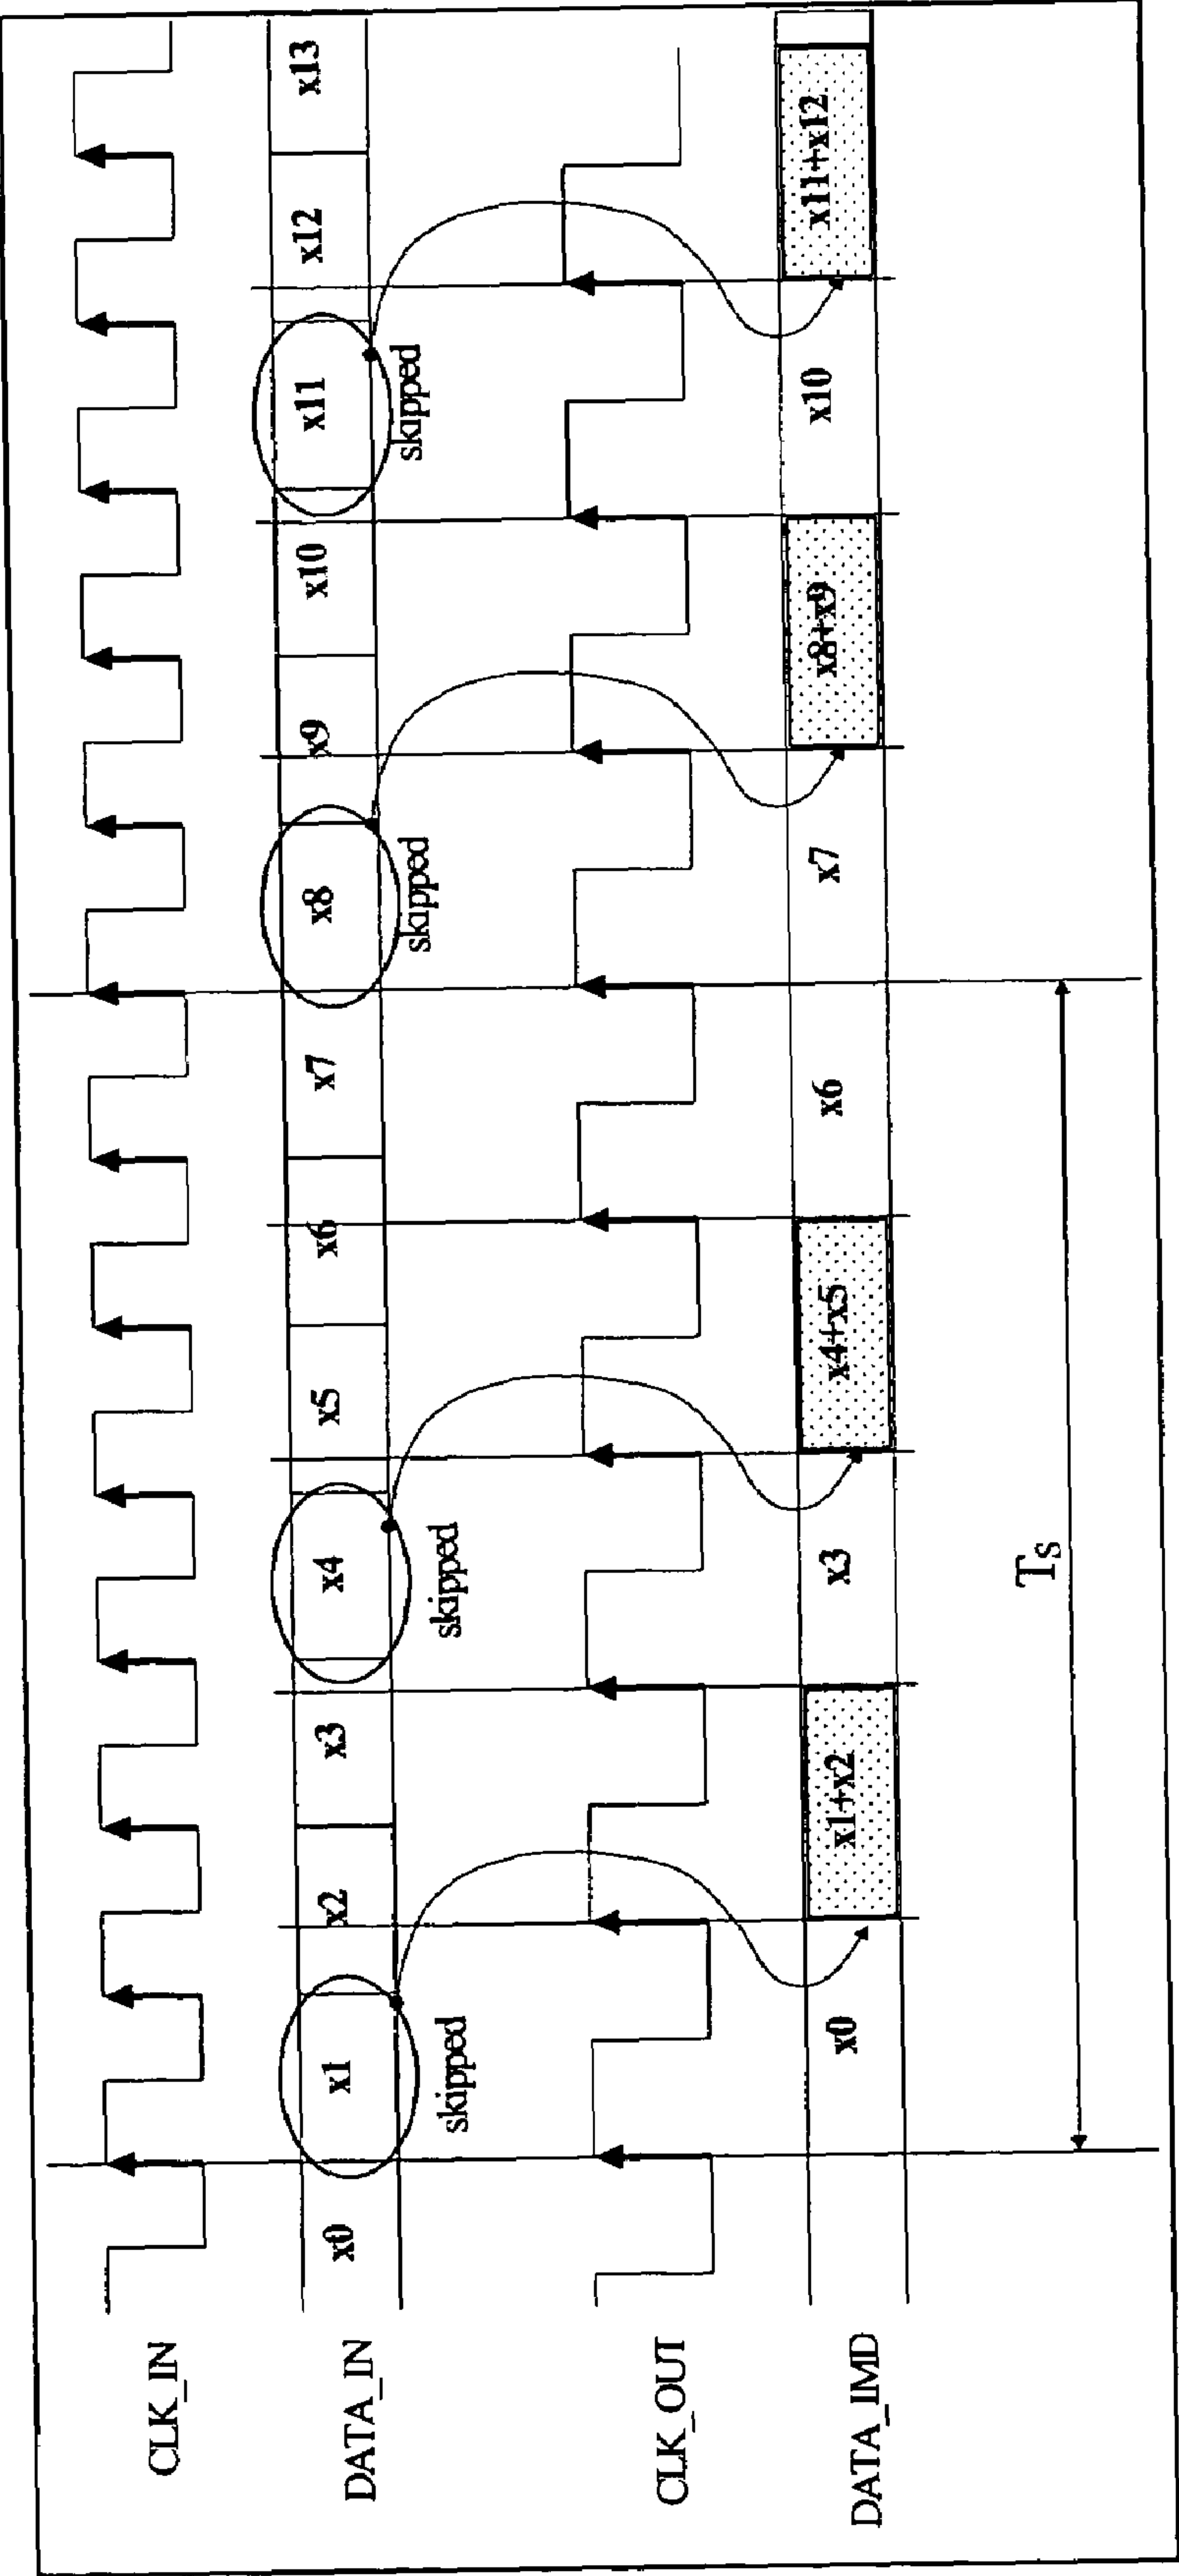 CLK_IN
DATA_IN x0 x1 x2 x3 x4 x5 x6 x7 x8 x9 x10 x11 x12 x13
skipped skipped skipped skipped
CLK_OUT
DATA_IMD x0 x1+x2 x3 x4+x5 x6 x7 x8+x9 x10 x11+x12
Ts